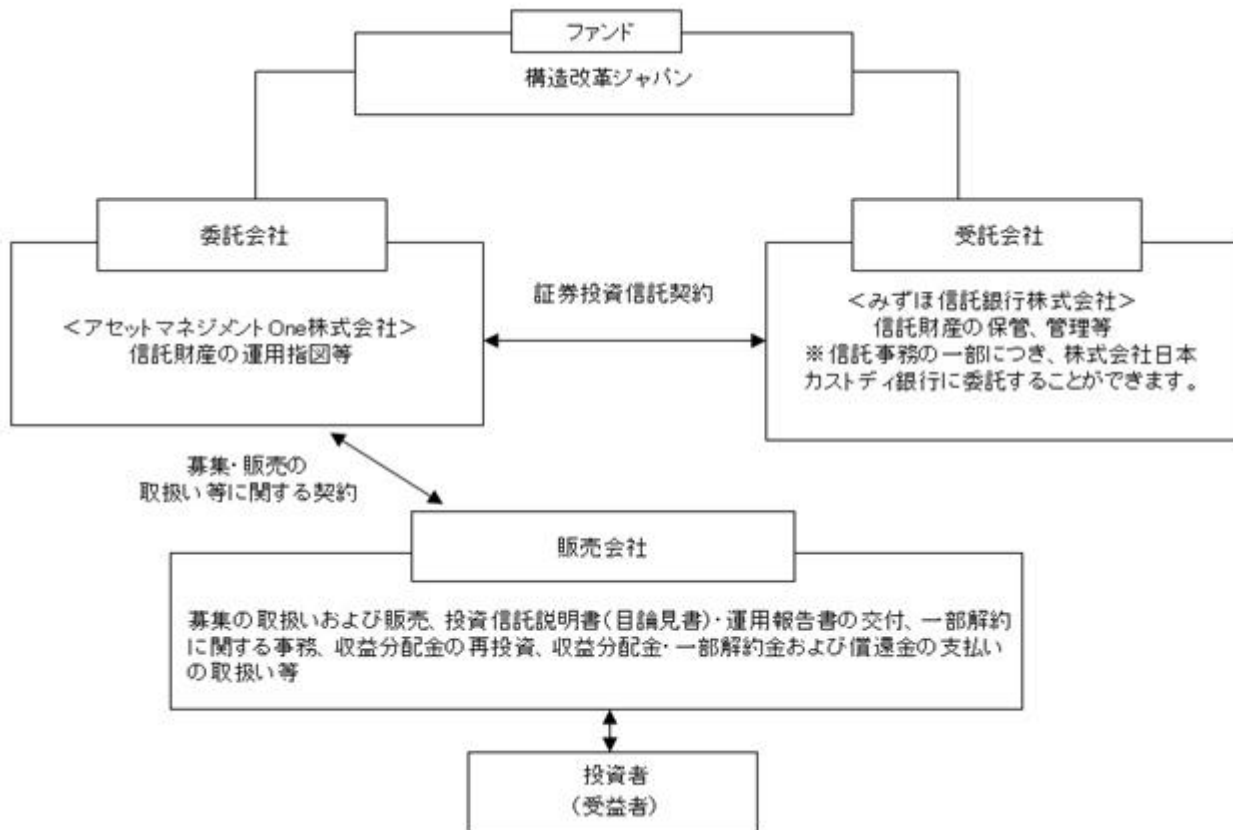 ファンド
構造改革ジャパン
委託会社
受託会社
<アセットマネジメントOne株式会社>
信託財産の運用指図等
証券投資信託契約
<みずほ信託銀行株式会社>
信託財産の保管、管理等
※信託事務の一部につき、株式会社日本
カストディ銀行に委託することができます。
募集・販売の
取扱い等に関する契約
販売会社
募集の取扱いおよび販売、投資信託説明書(目論見書)・運用報告書の交付、一部解約
に関する事務、収益分配金の再投資、収益分配金・一部解約金および償還金の支払い
の取扱い等
投資者
(受益者)